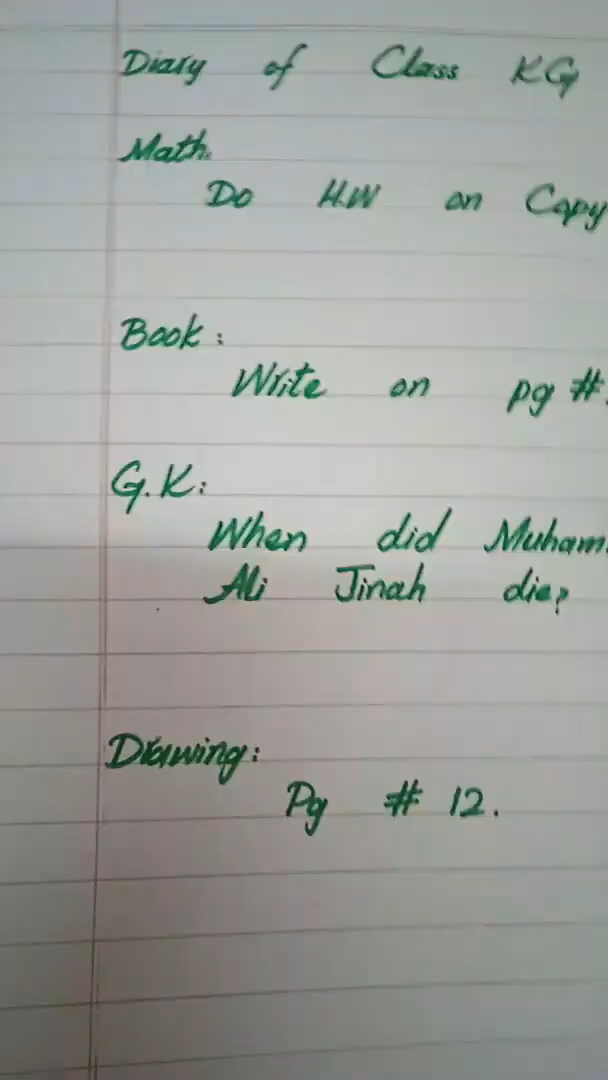 Diary of Class KG
Math:
Do H.W on Copy
Book:
Write on pg #
G.K:
When did Muham
Ali Jinah die?
Drawing:
Pg # 12.